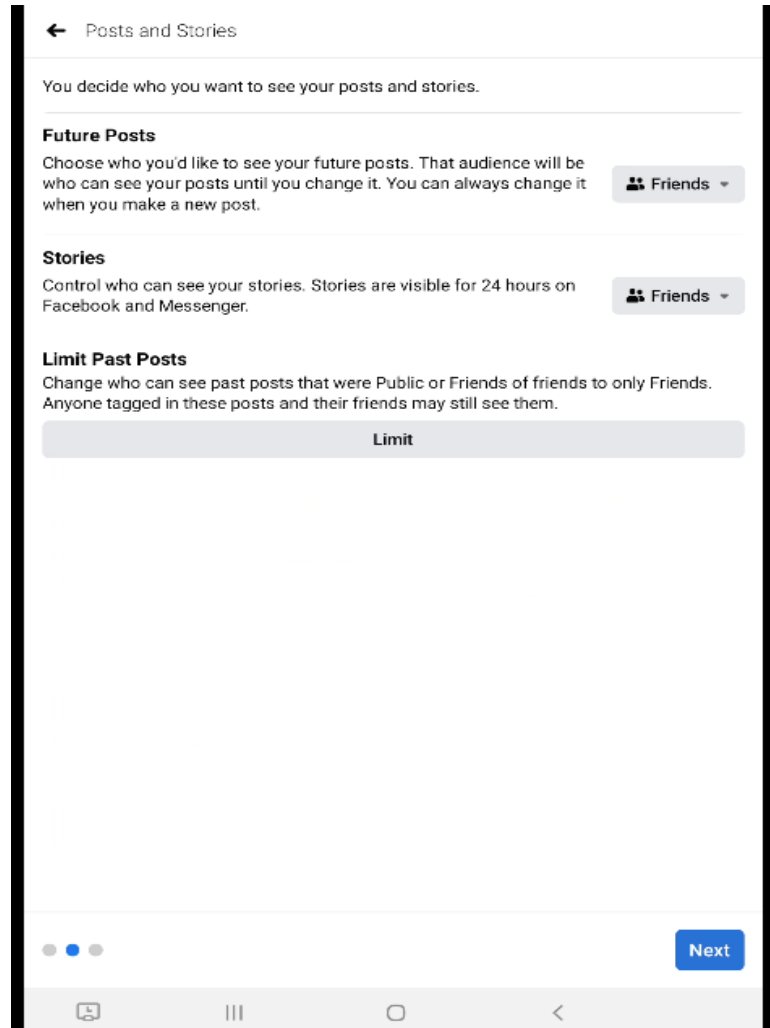 Posts and Stories
You decide who you want to see your posts and stories.
Future Posts
Choose who you'd like to see your future posts. That audience will be
who can see your posts until you change it. You can always change it
when you make a new post.
Friends
Stories
Control who can see your stories. Stories are visible for 24 hours on
Facebook and Messenger.
Friends
Limit Past Posts
Change who can see past posts that were Public or Friends of friends to only Friends.
Anyone tagged in these posts and their friends may still see them.
Limit
Next